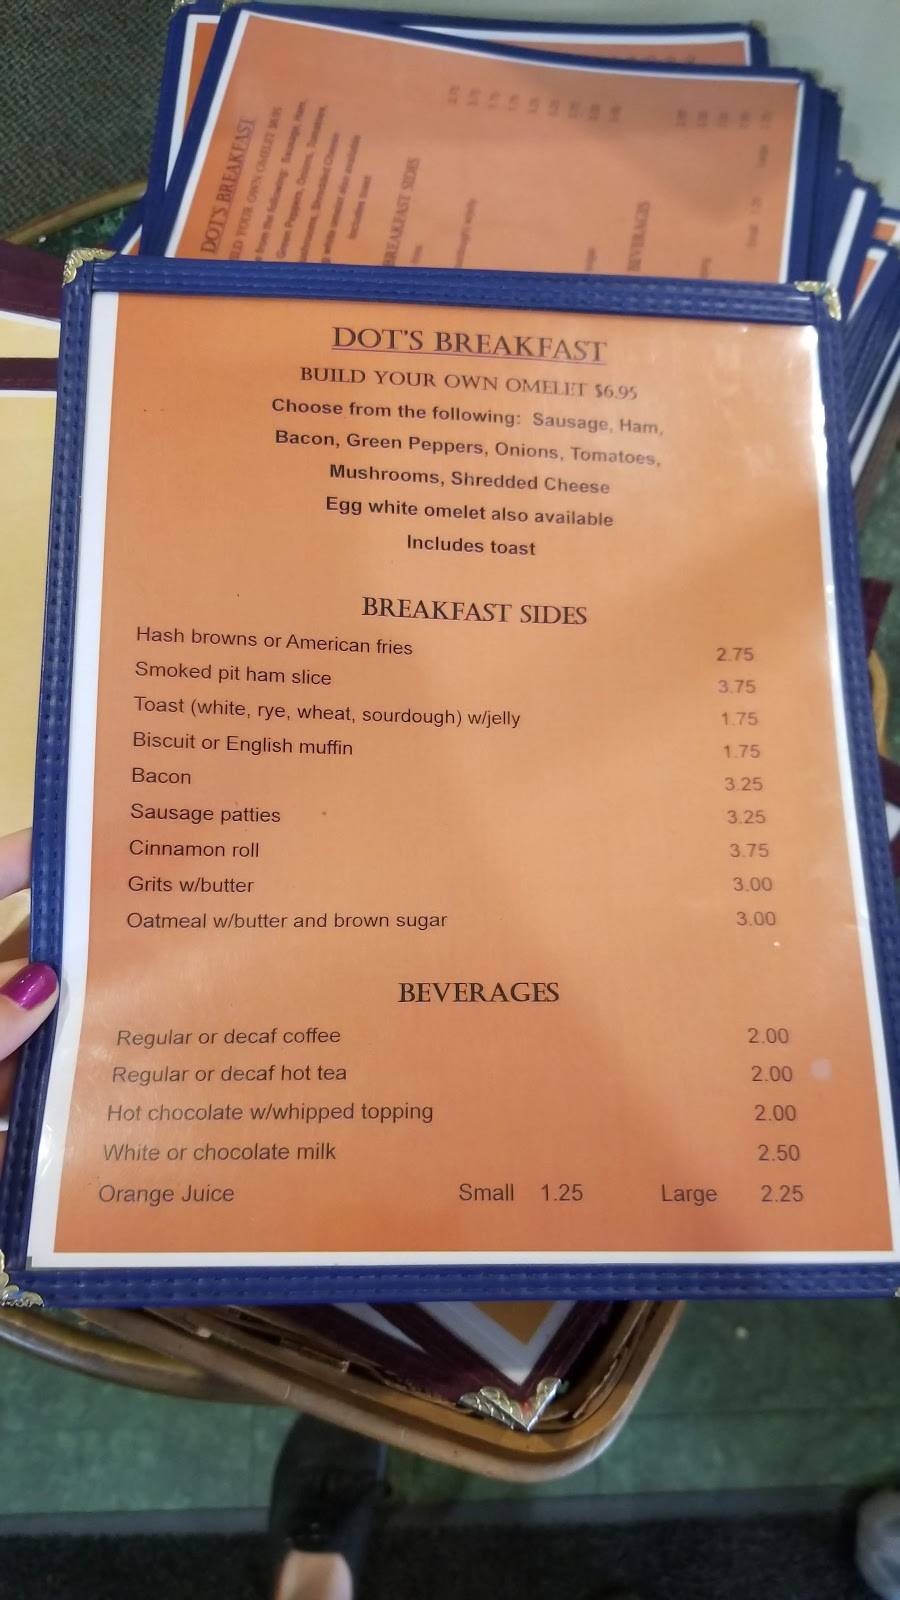 DOT'S BREAKFAST
BREAKFAST SIDES
BEVERAGES
DOT'S BREAKFAST
BUILD YOUR OWN OMELET $6.95
Choose from the following: Sausage, Ham,
Bacon, Green Peppers, Onions, Tomatoes,
Mushrooms, Shredded Cheese
Egg white omelet also available
Includes toast
BREAKFAST SIDES
Hash browns or American fries 2.75
Smoked pit ham slice 3.75
Toast (white, rye, wheat, sourdough) w/jelly 1.75
Biscuit or English muffin 1.75
Bacon 3.25
Sausage patties 3.25
Cinnamon roll 3.75
Grits w/butter 3.00
Oatmeal w/butter and brown sugar 3.00
BEVERAGES
Regular or decaf coffee 2.00
Regular or decaf hot tea 2.00
Hot chocolate w/whipped topping 2.00
White or chocolate milk 2.50
Orange Juice Small 1.25 Large 2.25